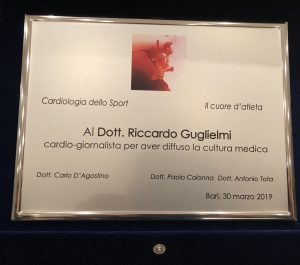 Cardiologia dello Sport Il cuore d'atleta
Al Dott. Riccardo Guglielmi
cardio-giornalista per aver diffuso la cultura medica
Dott. Carlo D'Agostino Dott. Paolo Colonna Dott. Antonio Tota
Bari, 30 marzo 2019